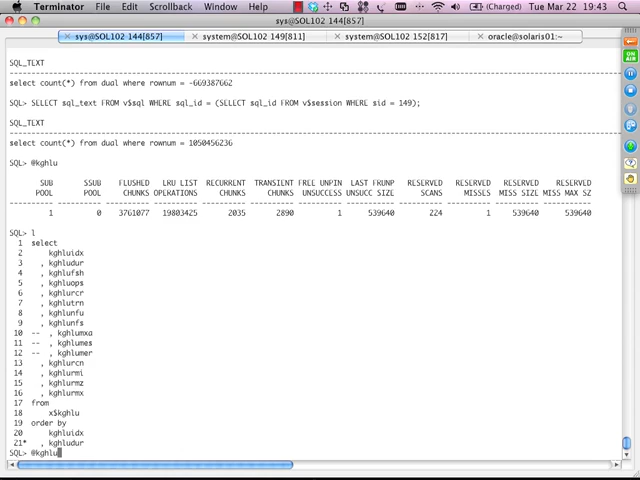 Terminator File Edit Scrollback Window Help (Charged) Tue Mar 22 19:43
sys@SOL102 144[857]
sys@SOL102 144[857] system@SOL102 149[811] system@SOL102 152[817] oracle@solaris01:~
ON AIR
SQL_TEXT
--------------------------------------------------------------------------------
select count(*) from dual where rownum = -669387662
SQL> SELECT sql_text FROM v$sql WHERE sql_id = (SELECT sql_id FROM v$session WHERE sid = 149);
SQL_TEXT
--------------------------------------------------------------------------------
select count(*) from dual where rownum = 1050456236
SQL> @kghlu
SUB SSUB FLUSHED LRU LIST RECURRENT TRANSIENT FREE UNPIN LAST FRUNP RESERVED RESERVED RESERVED RESERVED
POOL POOL CHUNKS OPERATIONS CHUNKS CHUNKS UNSUCCESS UNSUCC SIZE SCANS MISSES MISS SIZE MISS MAX SZ
---------- ---------- ---------- ---------- ---------- ---------- ---------- ----------- ---------- ---------- ---------- -----------
1 0 3761077 19803425 2035 2890 1 539640 224 1 539640 539640
SQL> l
1 select
2 kghluidx
3 , kghludur
4 , kghlufsh
5 , kghluops
6 , kghlurcr
7 , kghlutrn
8 , kghlunfu
9 , kghlunfs
10 -- , kghlumxa
11 -- , kghlumes
12 -- , kghlumer
13 , kghlurcn
14 , kghlurmi
15 , kghlurmz
16 , kghlurmx
17 from
18 x$kghlu
19 order by
20 kghluidx
21* , kghludur
SQL> @kghlu